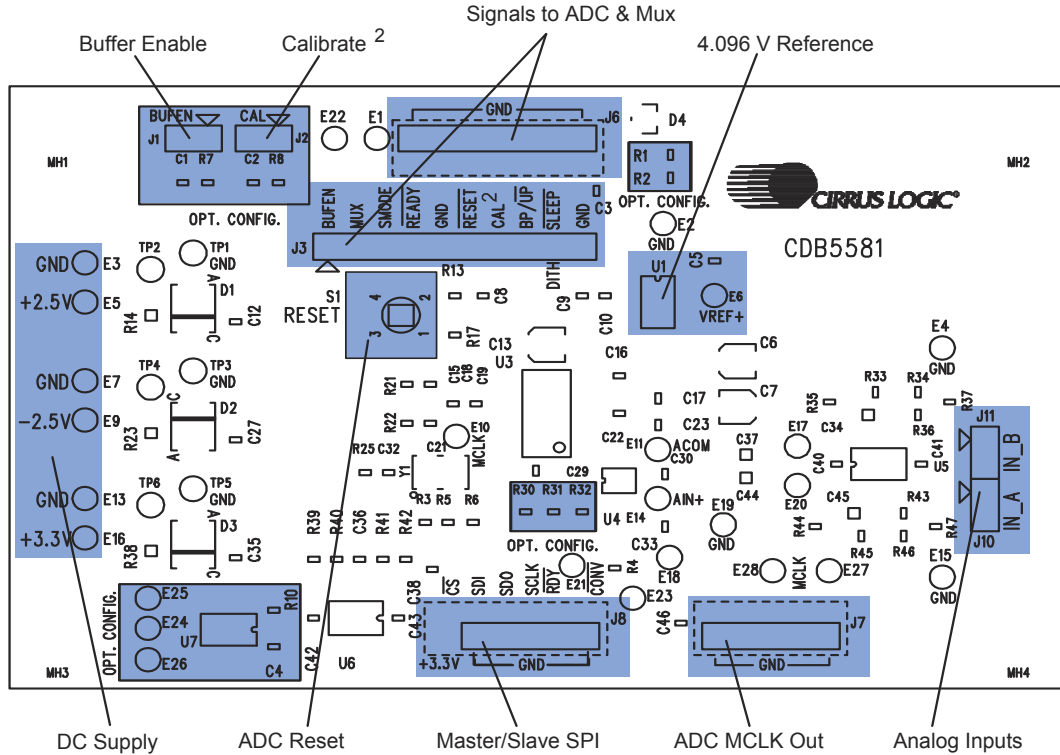 Signals to ADC & Mux
Buffer Enable
Calibrate 2
4.096 V Reference
BUFEN
CAL
J1
J2
C1 R7
C2 R8
OPT. CONFIG.
E22
E1
GND
J6
D4
R1
R2
OPT. CONFIG.
MH1
MH2
CIRRUS LOGIC®
CDB5581
BUFEN
MUX
SMODE
READY
GND
RESET
CAL 2
BP/UP
SLEEP
GND
C3
J3
E2
GND
U1
C5
E6
VREF+
GND E3
+2.5V E5
TP2
TP1
GND
A
D1
C
R14
C12
S1
RESET
4
2
3
1
R13
C8
R17
DITH
C9
C10
C13
U3
C16
C6
C7
E4
GND
GND E7
-2.5V E9
TP4
TP3
GND
C
D2
A
R23
C27
R21
R22
C15
C18
C19
E10
MCLK
R25
C32
Y1
C21
R3
R5
R6
C17
C23
C22
E11
ACOM
C30
AIN+
E14
C29
R30 R31 R32
OPT. CONFIG.
U4
C37
C44
E17
E20
E19
GND
R33
R34
R35
R36
R37
C34
C40
C41
U5
C45
R43
R44
R45
R46
R47
J11
IN_B
IN_A
J10
E15
GND
GND E13
+3.3V E16
TP6
TP5
GND
A
D3
C
R38
C35
R39
R40
C36
R41
R42
C38
CS
SDI
SDO
SCLK
RDY
E21
CONV
R4
C33
E18
E23
E28
MCLK
E27
OPT. CONFIG.
E25
E24
E26
U7
R10
C4
C42
U6
C43
+3.3V
GND
J8
C46
GND
J7
MH3
MH4
DC Supply
ADC Reset
Master/Slave SPI
ADC MCLK Out
Analog Inputs